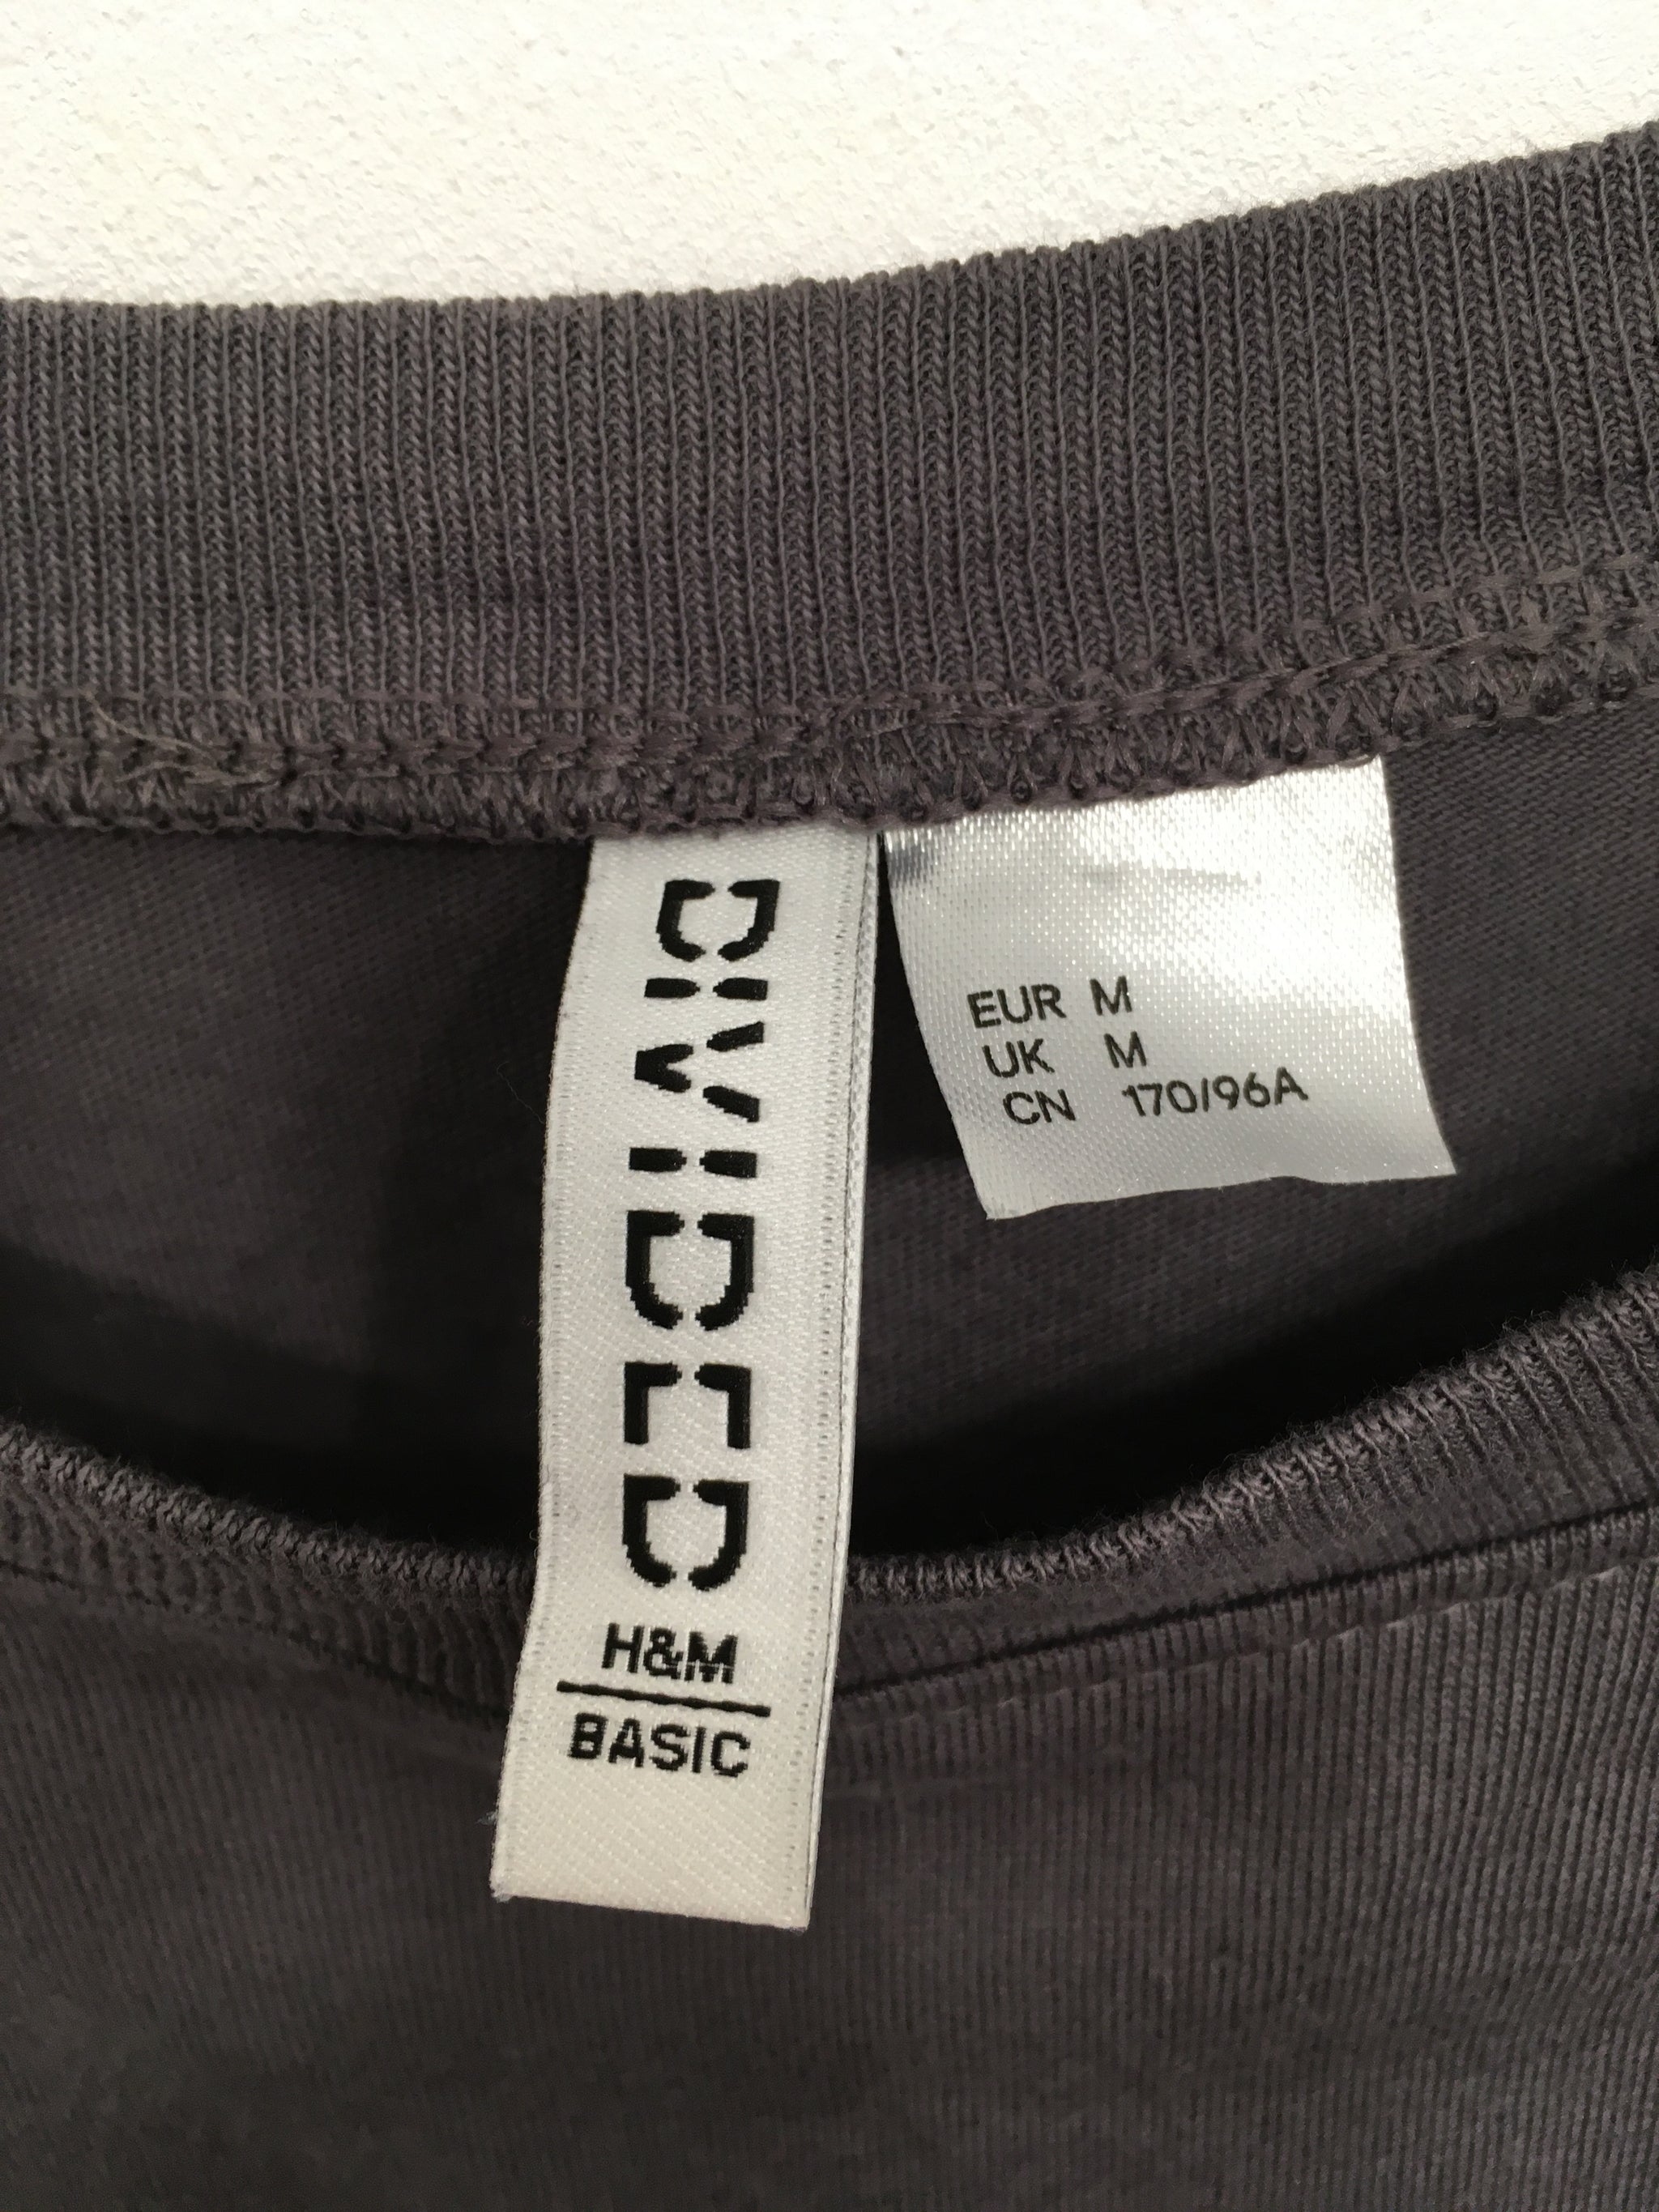 DIVIDED
H&M
BASIC
EUR M
UK M
CN 170/96A